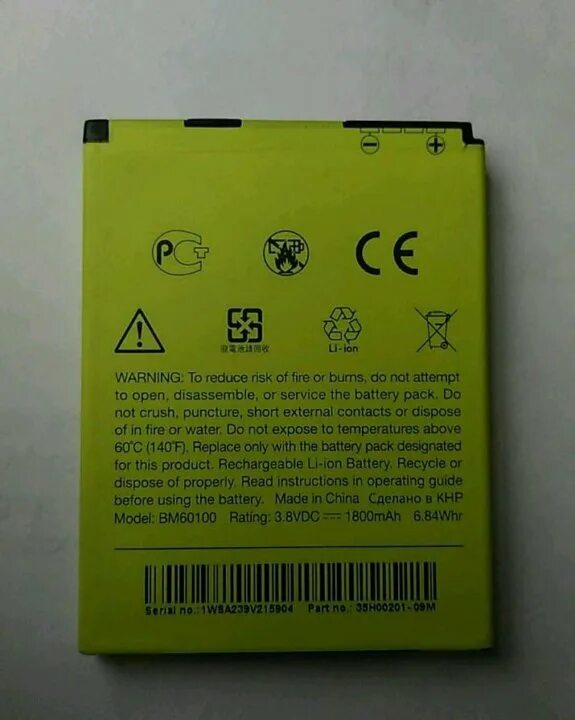 PCT
CE
廢電池請回收
Li-ion
WARNING: To reduce risk of fire or burns, do not attempt
to open, disassemble, or service the battery pack. Do
not crush, puncture, short external contacts or dispose
of in fire or water. Do not expose to temperatures above
60°C (140°F). Replace only with the battery pack designated
for this product. Rechargeable Li-ion Battery. Recycle or
dispose of properly. Read instructions in operating guide
before using the battery. Made in China Сделано в КНР
Model: BM60100 Rating: 3.8VDC ⎓ 1800mAh 6.84Whr
Serial no.: 1W8A239V215904 Part no.: 35H00201-09M